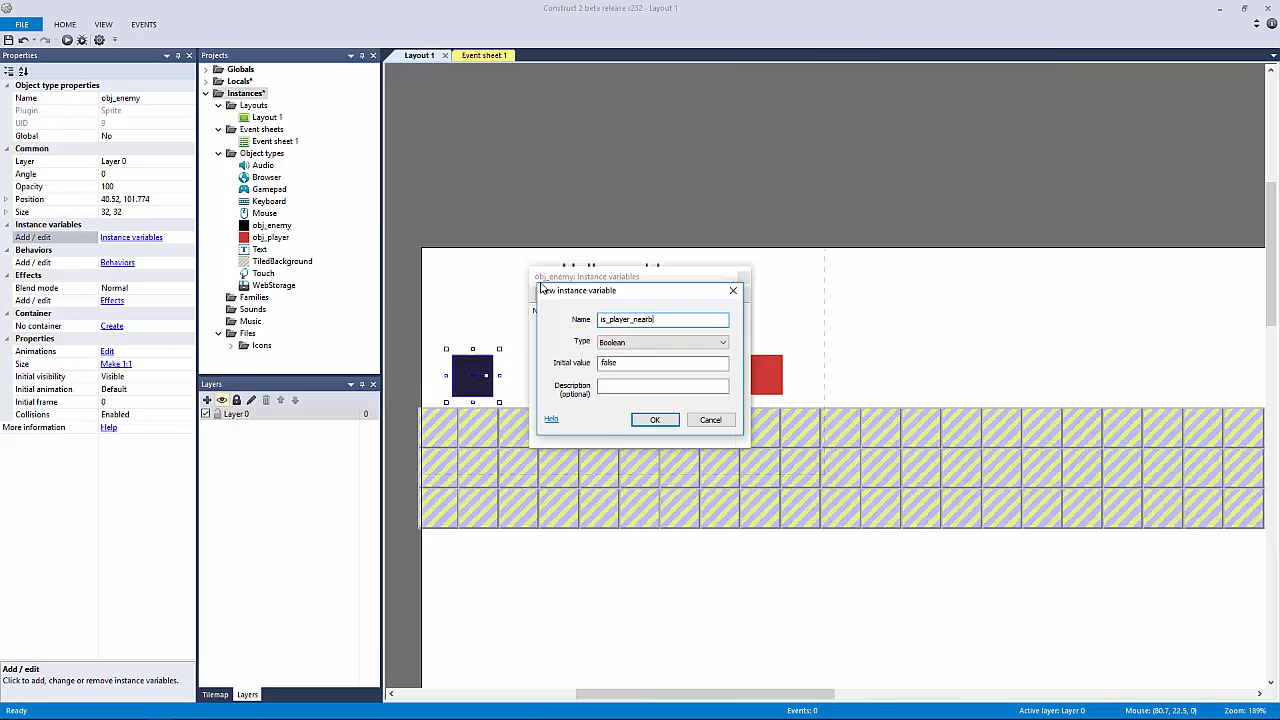 Construct 2 beta release r232 - Layout 1
FILE HOME VIEW EVENTS
Properties
Object type properties
Name obj_enemy
Plugin Sprite
UID 9
Global No
Common
Layer Layer 0
Angle 0
Opacity 100
Position 40.52, 101.774
Size 32, 32
Instance variables
Add / edit Instance variables
Behaviors
Add / edit Behaviors
Effects
Blend mode Normal
Add / edit Effects
Container
No container Create
Properties
Animations Edit
Size Make 1:1
Initial visibility Visible
Initial animation Default
Initial frame 0
Collisions Enabled
More information Help
Add / edit
Click to add, change or remove instance variables.
Projects
Globals
Locals*
Instances*
Layouts
Layout 1
Event sheets
Event sheet 1
Object types
Audio
Browser
Gamepad
Keyboard
Mouse
obj_enemy
obj_player
Text
TiledBackground
Touch
WebStorage
Families
Sounds
Music
Files
Icons
Layers
Layer 0 0
Tilemap Layers
Layout 1 Event sheet 1
obj_enemy: Instance variables
ew instance variable
Name is_player_nearb
Type Boolean
Initial value false
Description
(optional)
Help OK Cancel
Ready Events: 0 Active layer: Layer 0 Mouse: (80.7, 22.5, 0) Zoom: 189%